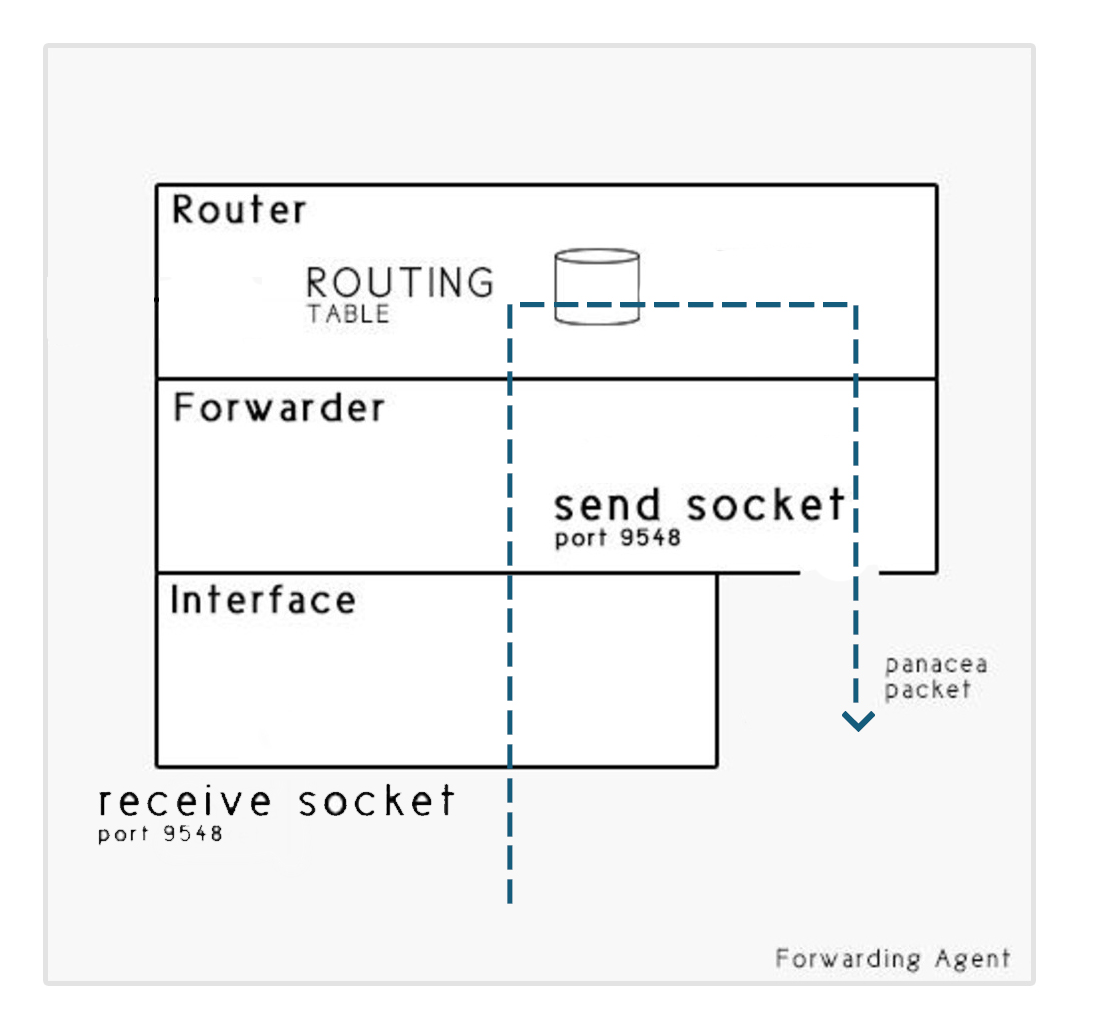 Router
ROUTING
TABLE
Forwarder
send socket
port 9548
Interface
panacea
packet
receive socket
port 9548
Forwarding Agent